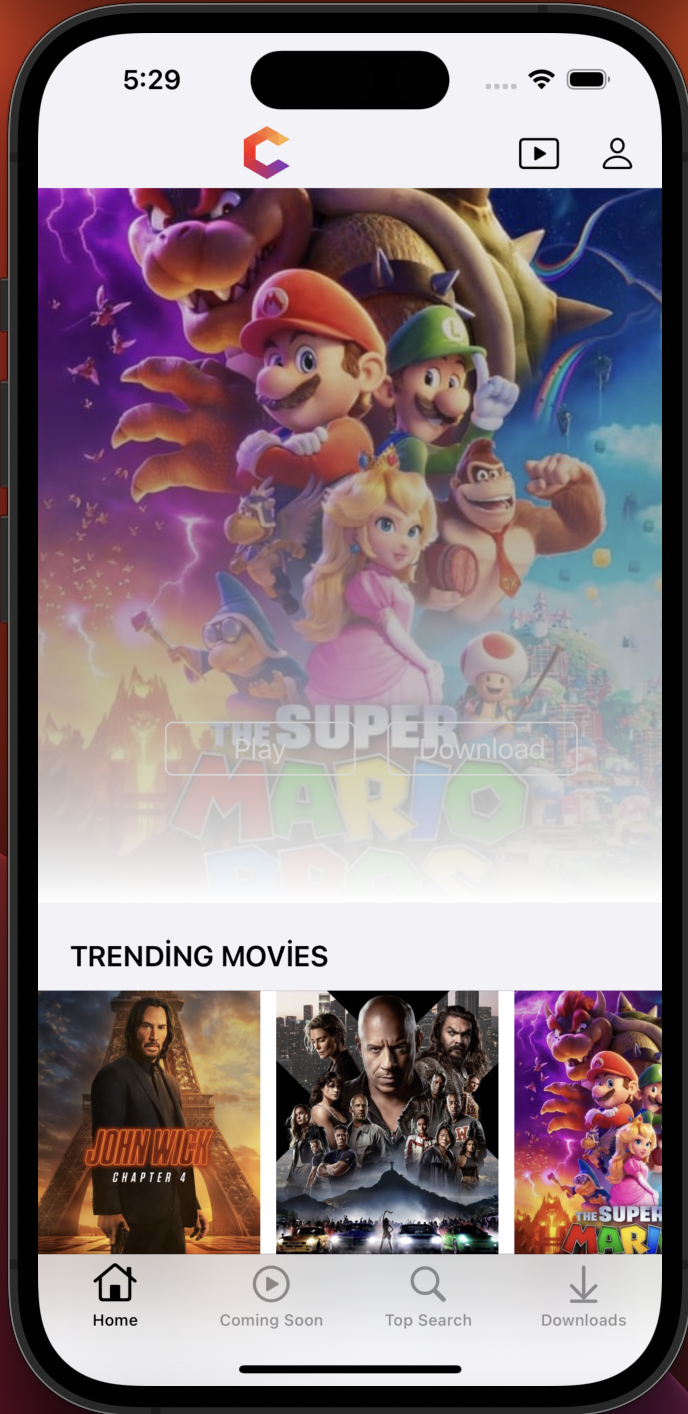 5:29
THE SUPER
Play
Download
MARIO
BROS
TRENDİNG MOVİES
JOHN WICK
CHAPTER 4
THE SUPER
MARI
Home
Coming Soon
Top Search
Downloads